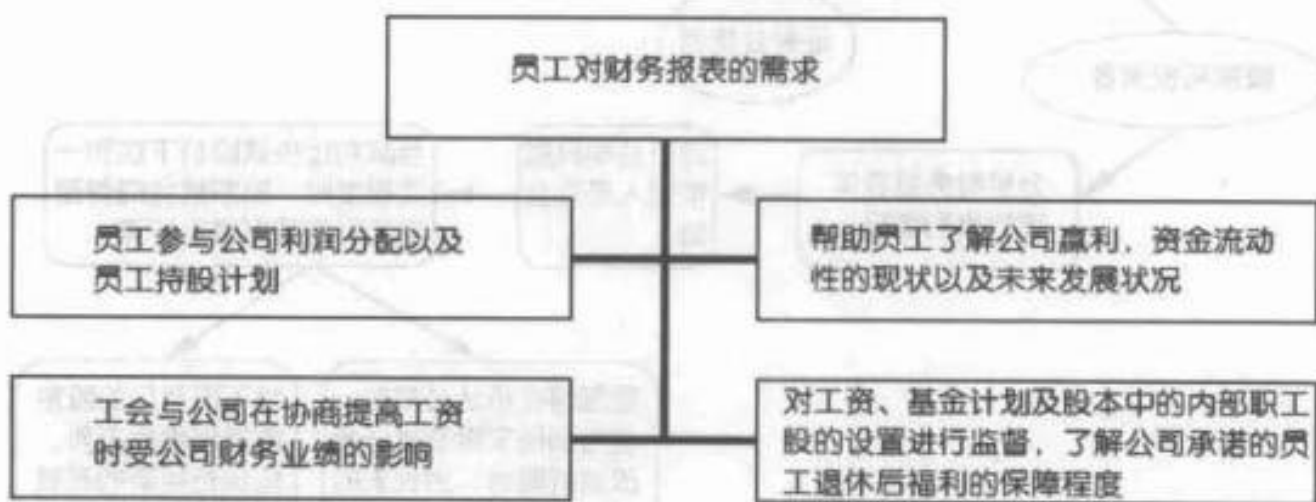 员工对财务报表的需求
员工参与公司利润分配以及
员工持股计划
帮助员工了解公司赢利，资金流动
性的现状以及未来发展状况
工会与公司在协商提高工资
时受公司财务业绩的影响
对工资、基金计划及股本中的内部职工
股的设置进行监督，了解公司承诺的员
工退休后福利的保障程度